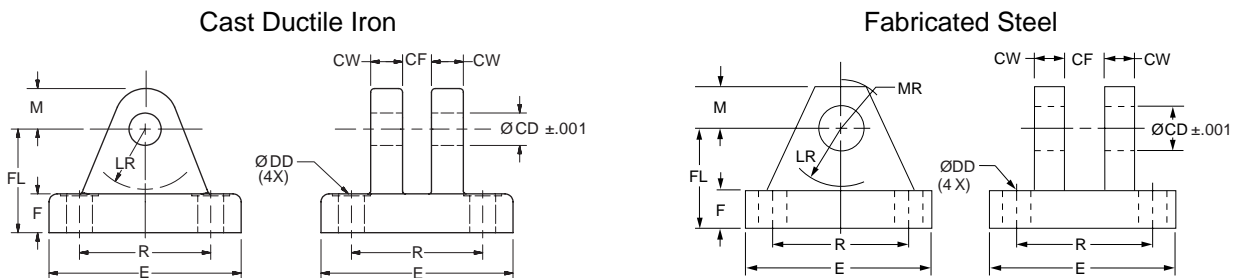 Cast Ductile Iron
CW CF CW
M
ØCD ±.001
LR
ØDD
(4X)
FL
F
R
E
R
E
Fabricated Steel
CW CF CW
MR
M
ØCD ±.001
LR
ØDD
(4 X)
FL
F
R
E
R
E